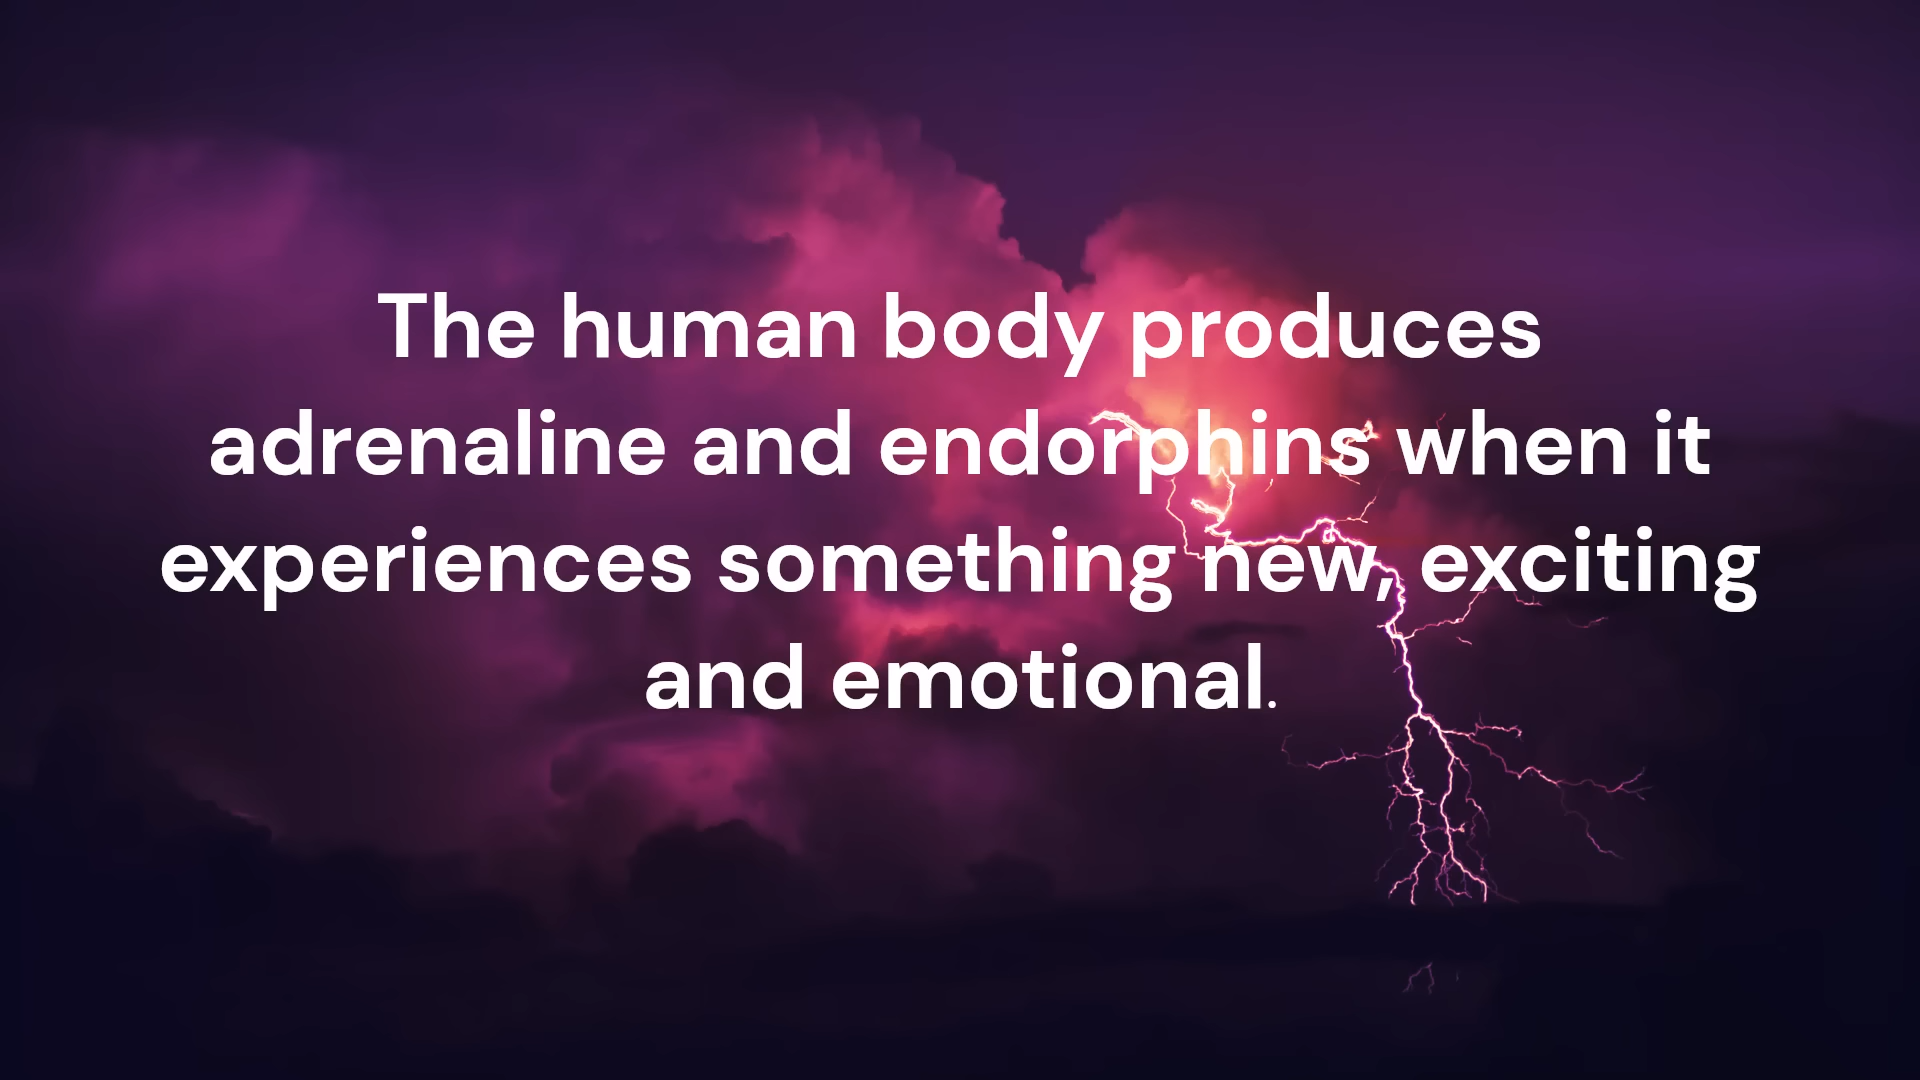 The human body produces
adrenaline and endorphins when it
experiences something new, exciting
and emotional.